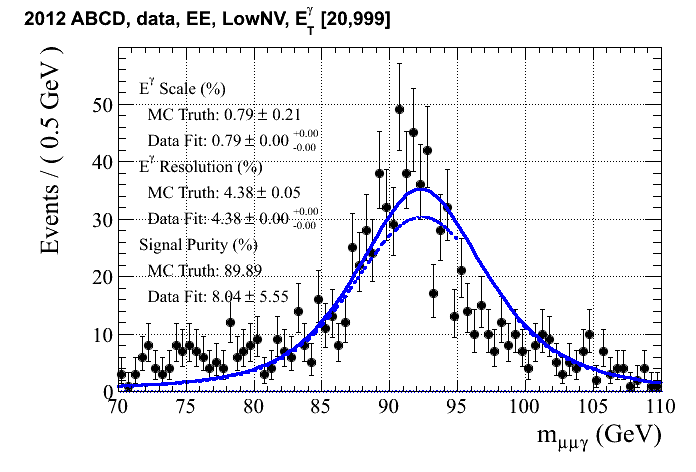 2012 ABCD, data, EE, LowNV, E_T^γ [20,999]
Events / ( 0.5 GeV )
50
40
30
20
10
0
E^γ Scale (%)
MC Truth: 0.79 ± 0.21
Data Fit: 0.79 ± 0.00 +0.00 -0.00
E^γ Resolution (%)
MC Truth: 4.38 ± 0.05
Data Fit: 4.38 ± 0.00 +0.00 -0.00
Signal Purity (%)
MC Truth: 89.89
Data Fit: 8.04 ± 5.55
70 75 80 85 90 95 100 105 110
m_μμγ (GeV)